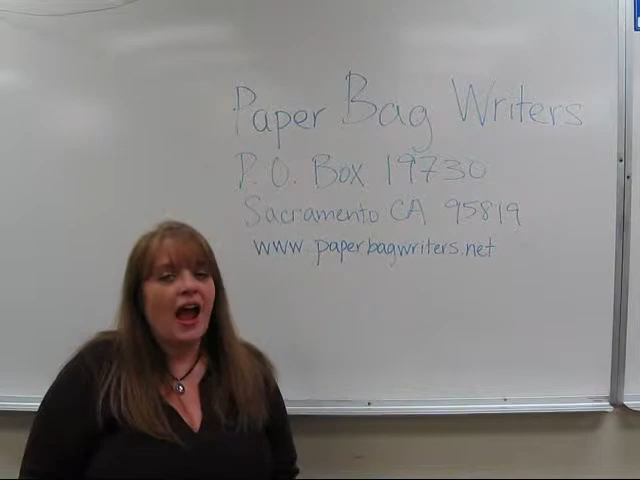 Paper Bag Writers
P.O. Box 19730
Sacramento CA 95819
www paperbagwriters.net